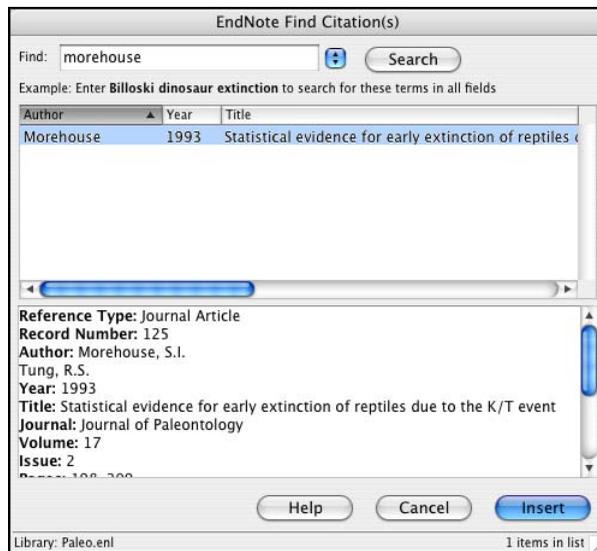 EndNote Find Citation(s)
Find: morehouse Search
Example: Enter Billoski dinosaur extinction to search for these terms in all fields
Author Year Title
Morehouse 1993 Statistical evidence for early extinction of reptiles
Reference Type: Journal Article
Record Number: 125
Author: Morehouse, S.I.
Tung, R.S.
Year: 1993
Title: Statistical evidence for early extinction of reptiles due to the K/T event
Journal: Journal of Paleontology
Volume: 17
Issue: 2
Help Cancel Insert
Library: Paleo.enl 1 items in list